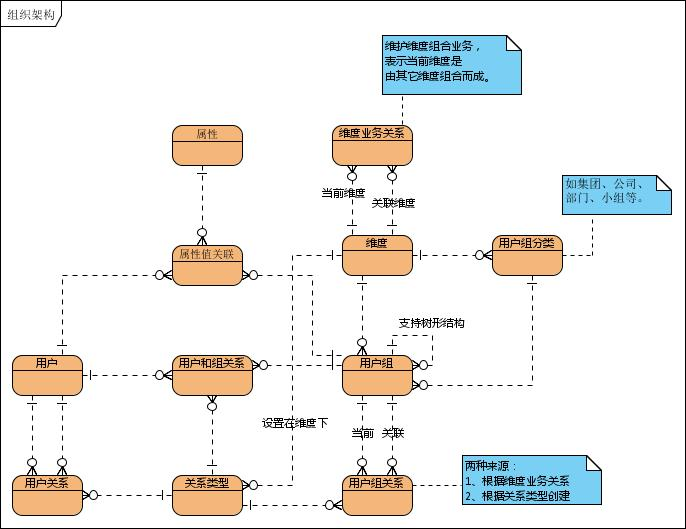 组织架构
维护维度组合业务，
表示当前维度是
由其它维度组合而成。
属性
维度业务关系
如集团、公司、
部门、小组等。
当前维度
关联维度
属性值关联
维度
用户组分类
支持树形结构
用户
用户和组关系
用户组
设置在维度下
当前
关联
用户关系
关系类型
用户组关系
两种来源：
1、根据维度业务关系
2、根据关系类型创建